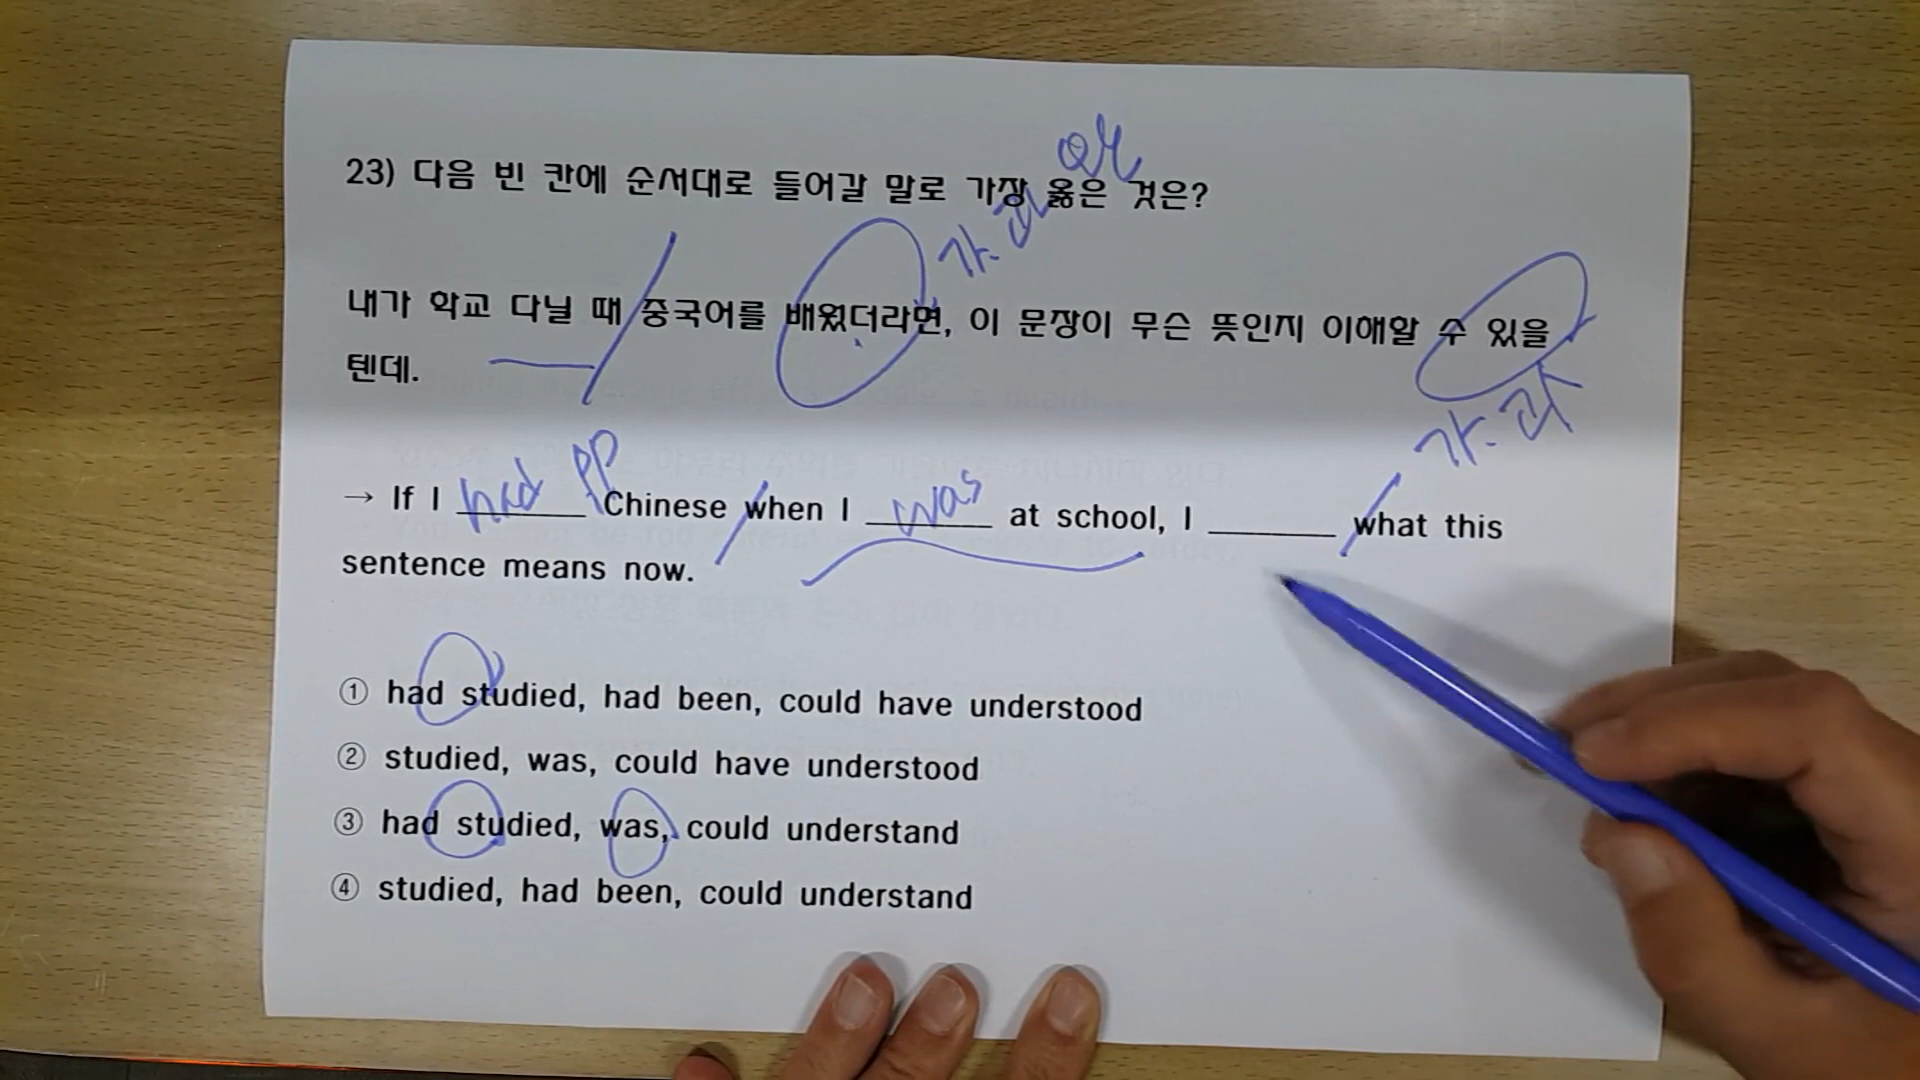 23) 다음 빈 칸에 순서대로 들어갈 말로 가장 옳은 것은?
가.과
내가 학교 다닐 때 중국어를 배웠더라면, 이 문장이 무슨 뜻인지 이해할 수 있을
텐데.
가.과
→ If I had PP Chinese when I was at school, I ______ what this
sentence means now.
① had studied, had been, could have understood
② studied, was, could have understood
③ had studied, was, could understand
④ studied, had been, could understand